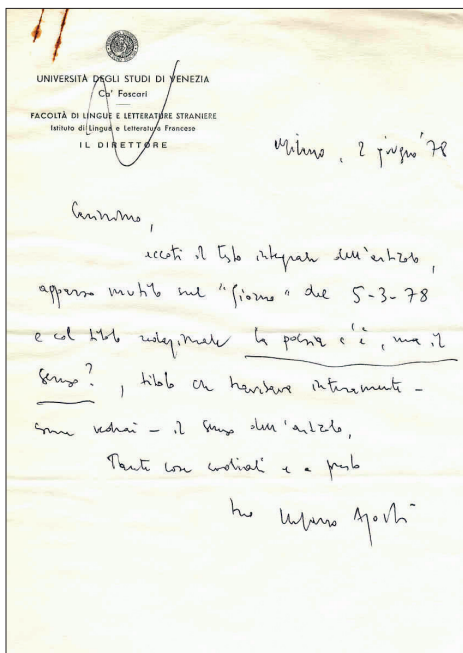 UNIVERSITÀ DEGLI STUDI DI VENEZIA
Ca' Foscari
FACOLTÀ DI LINGUE E LETTERATURE STRANIERE
Istituto di Lingue e Letteratura Francese
IL DIRETTORE
Milano, 2 giugno '78
Carissimo,
eccoti il testo integrale dell'articolo,
apparso mutilo sul "Giorno" del 5-3-78
e col titolo redazionale la poesia c'è, ma il
senso?, titolo che travisava interamente –
come vedrai – il senso dell'articolo.
Tante cose cordiali e a presto
tuo Stefano Agosti